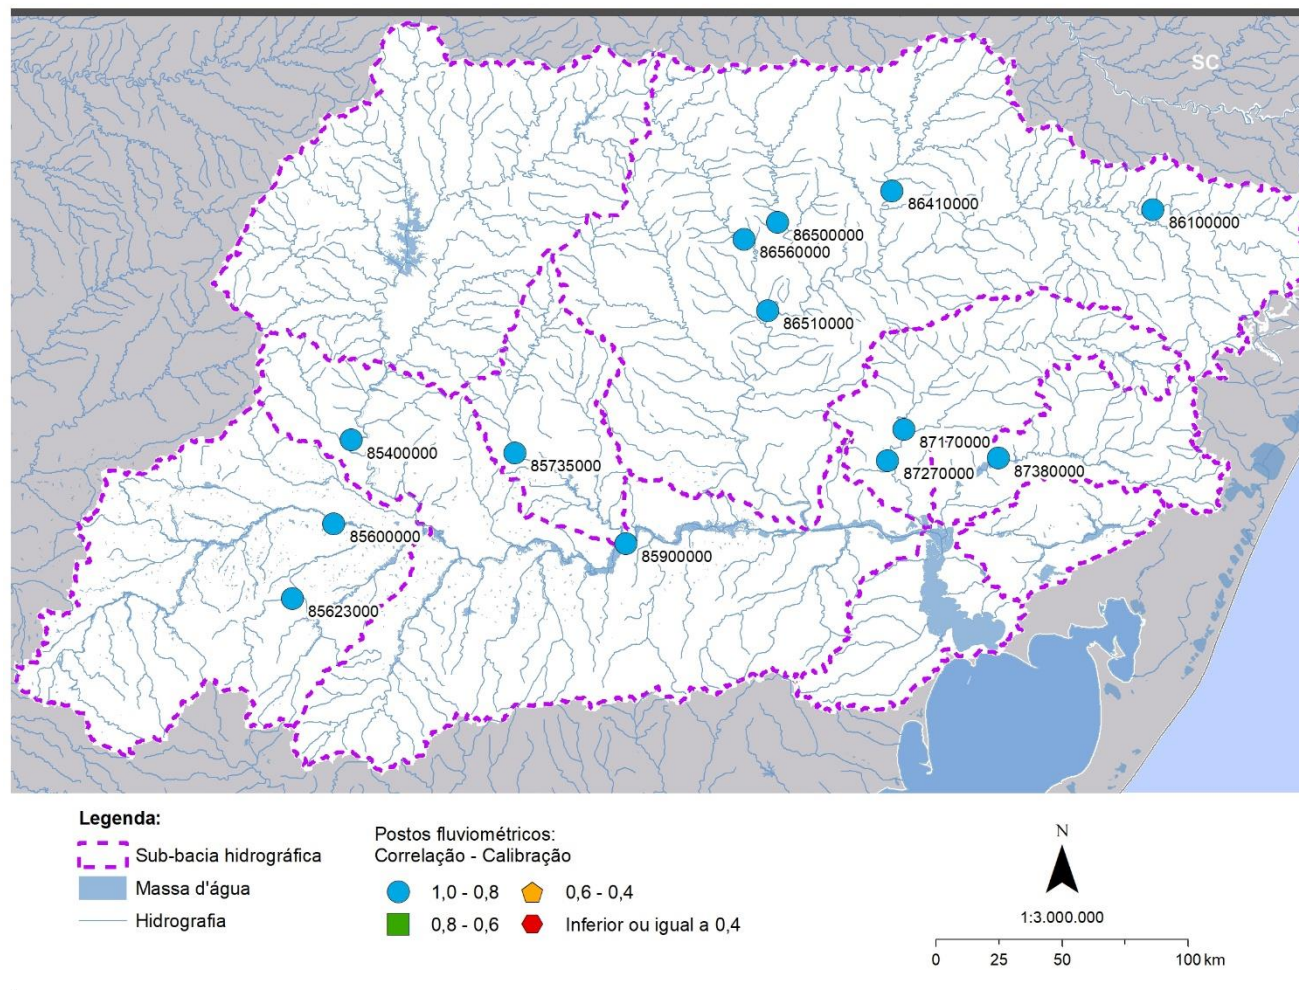 SC
86410000
86100000
86500000
86560000
86510000
87170000
85400000
85735000
87270000
87380000
85600000
85900000
85623000
Legenda:
Sub-bacia hidrográfica
Massa d'água
Hidrografia
Postos fluviométricos:
Correlação - Calibração
1,0 - 0,8
0,6 - 0,4
0,8 - 0,6
Inferior ou igual a 0,4
N
1:3.000.000
0 25 50 100 km